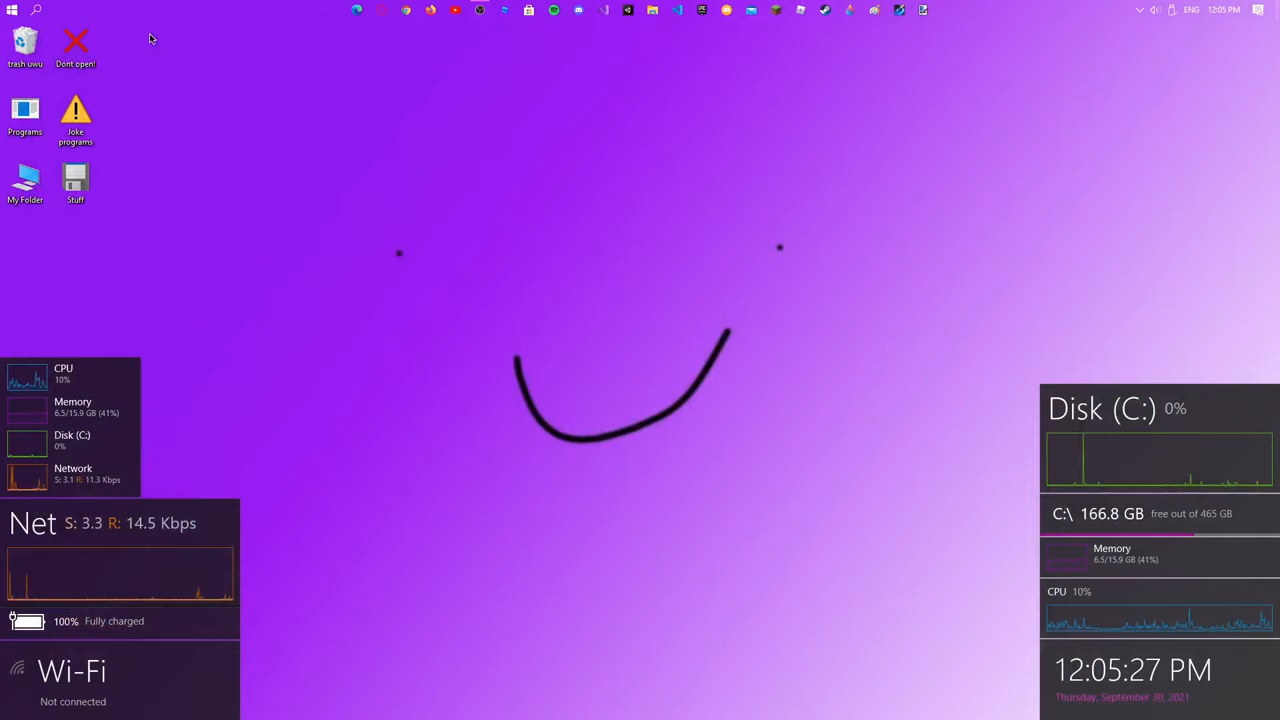 ENG 12:05 PM
trash uwu
Dont open!
Programs
Joke
programs
My Folder
Stuff
CPU
10%
Memory
6.5/15.9 GB (41%)
Disk (C:)
0%
Network
S: 3.1 R: 11.3 Kbps
Net S: 3.3 R: 14.5 Kbps
100% Fully charged
Wi-Fi
Not connected
Disk (C:) 0%
C:\ 166.8 GB free out of 465 GB
Memory
6.5/15.9 GB (41%)
CPU 10%
12:05:27 PM
Thursday, September 30, 2021